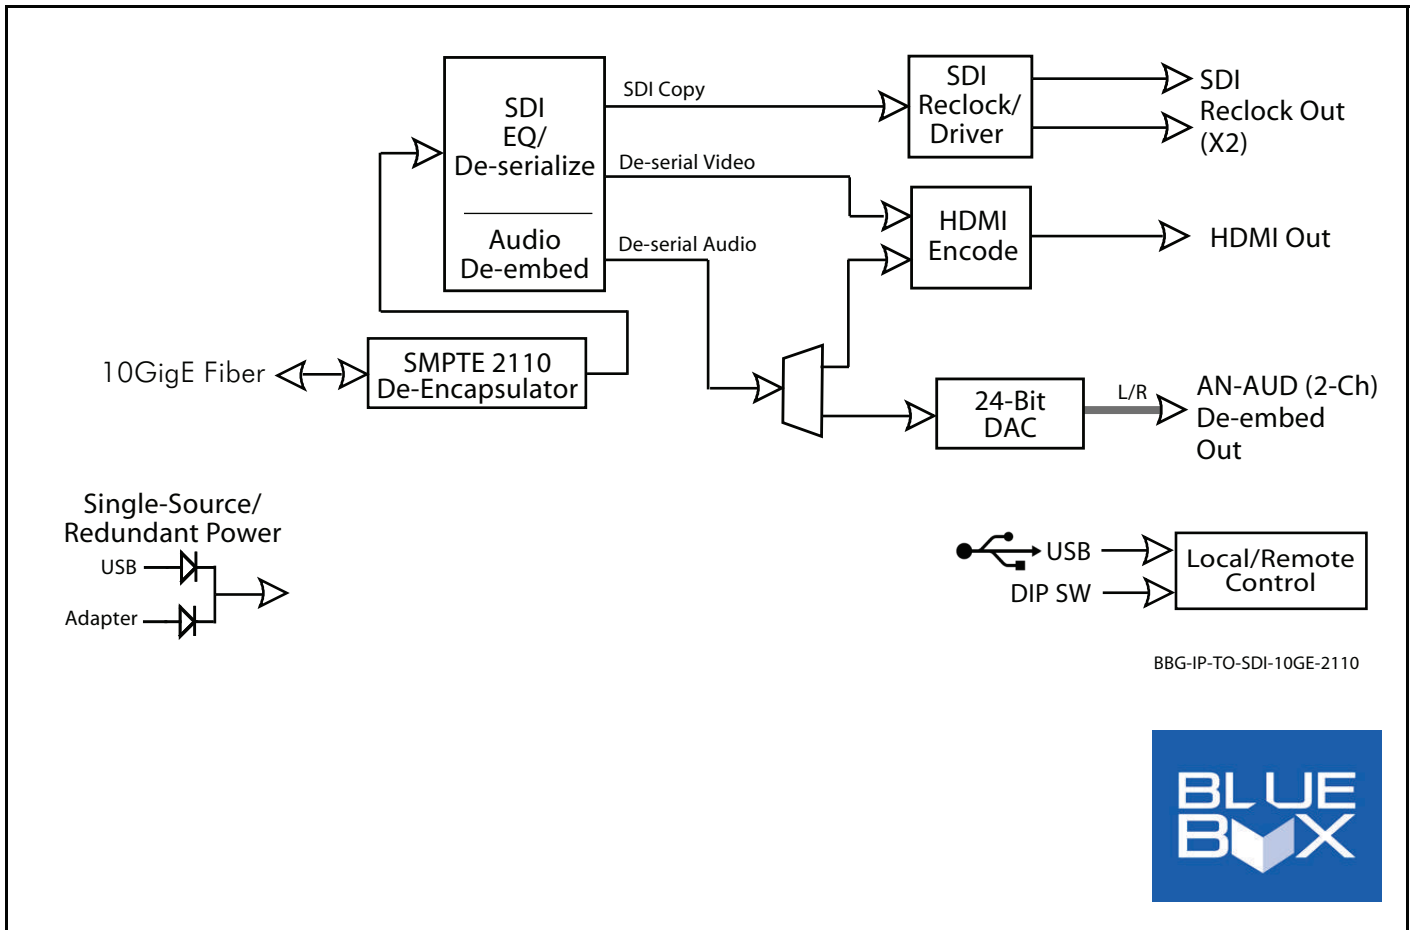 SDI
EQ/
De-serialize
Audio
De-embed
SDI Copy
De-serial Video
De-serial Audio
SDI
Reclock/
Driver
SDI
Reclock Out
(X2)
HDMI
Encode
HDMI Out
10GigE Fiber
SMPTE 2110
De-Encapsulator
24-Bit
DAC
L/R
AN-AUD (2-Ch)
De-embed
Out
Single-Source/
Redundant Power
USB
Adapter
USB
DIP SW
Local/Remote
Control
BBG-IP-TO-SDI-10GE-2110
BLUE
BOX